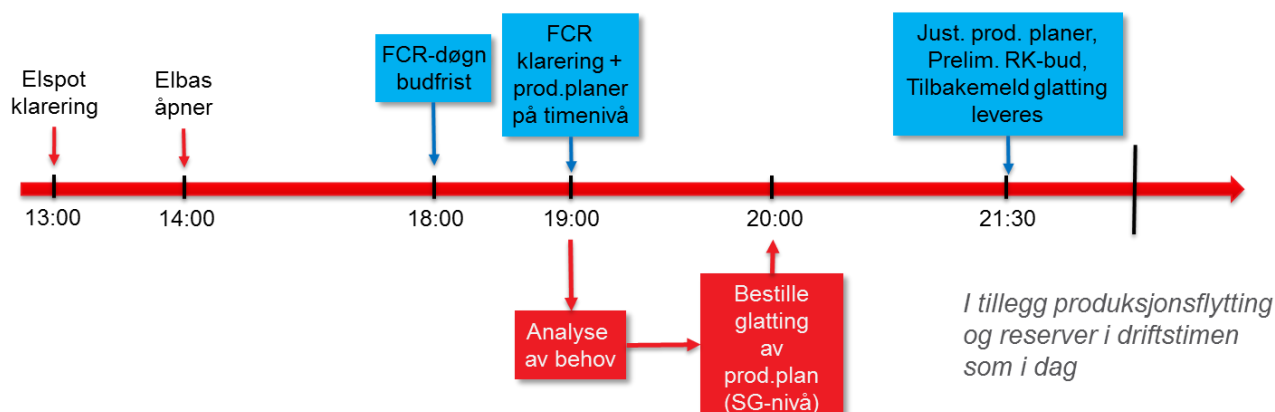 Elspot
klarering
Elbas
åpner
FCR-døgn
budfrist
FCR
klarering +
prod.planer
på timenivå
Just. prod. planer,
Prelim. RK-bud,
Tilbakemeld glatting
leveres
13:00
14:00
18:00
19:00
20:00
21:30
Analyse
av behov
Bestille
glatting
av
prod.plan
(SG-nivå)
I tillegg produksjonsflytting
og reserver i driftstimen
som i dag